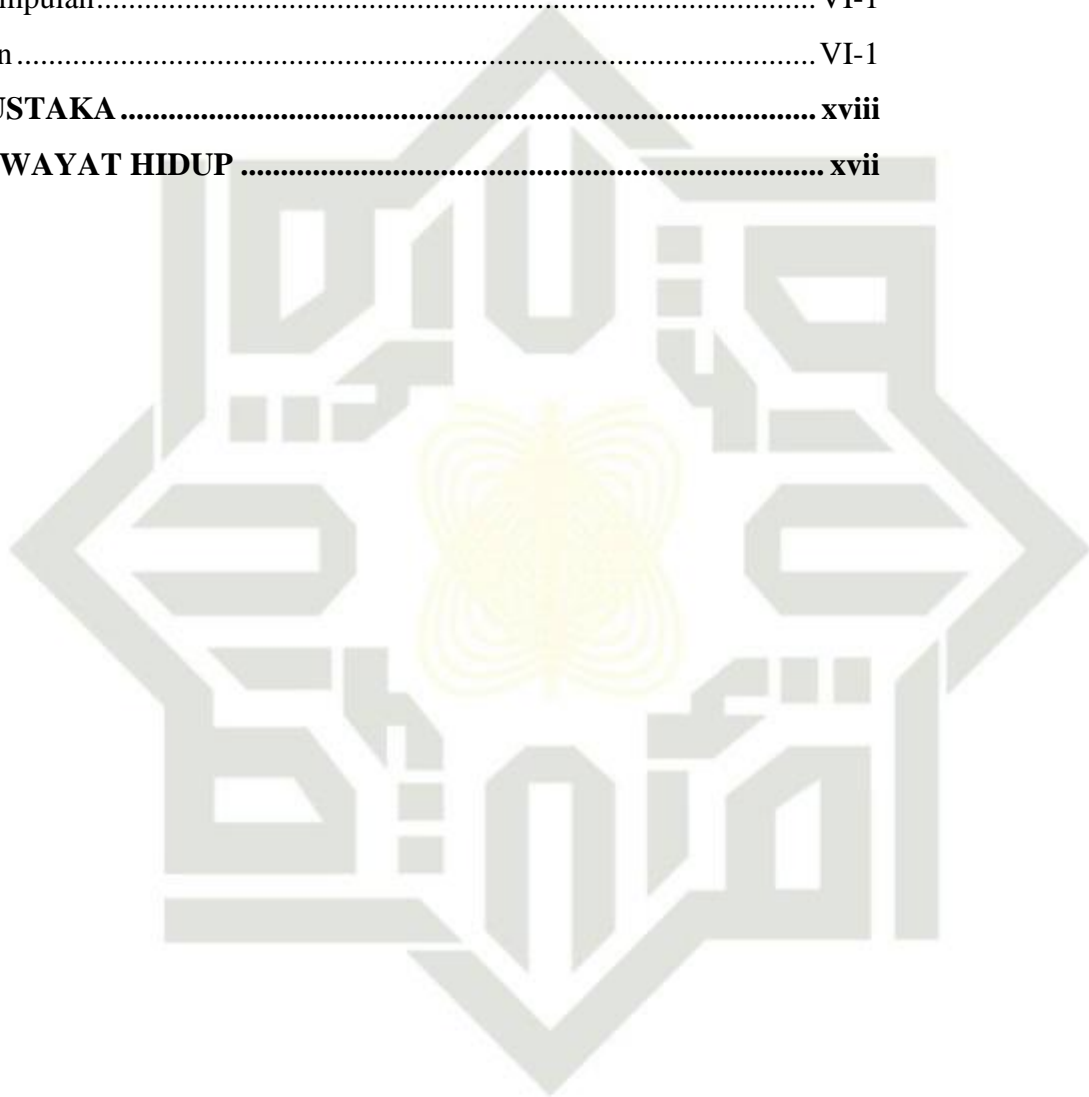 mpulan........................................................................................ VI-1
n.................................................................................................. VI-1
USTAKA...................................................................................... xviii
WAYAT HIDUP........................................................................ xvii